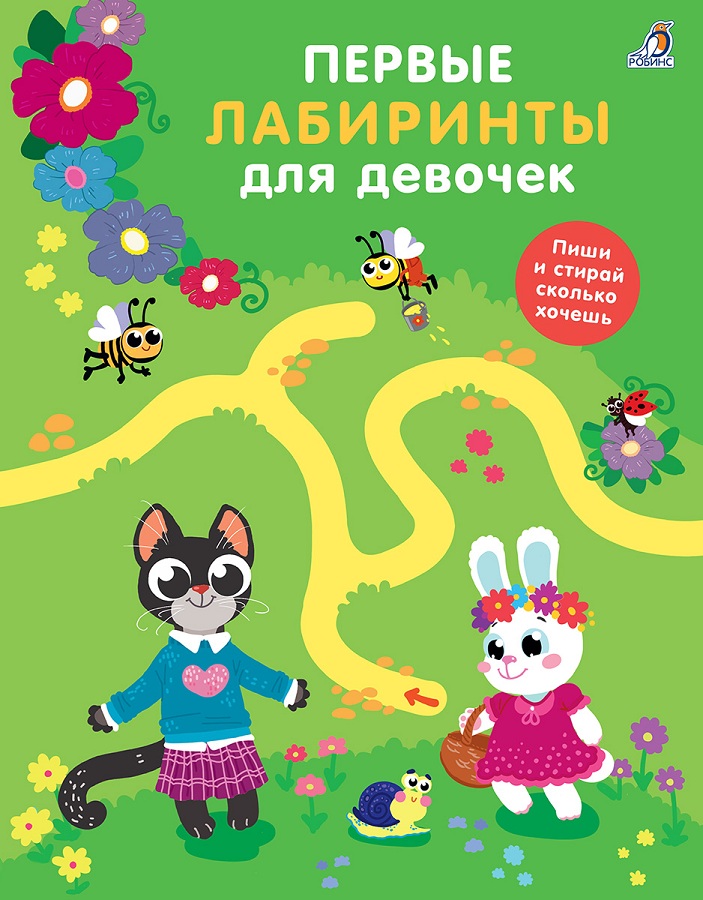 РОБИНС
ПЕРВЫЕ
ЛАБИРИНТЫ
для девочек
Пиши
и стирай
сколько
хочешь